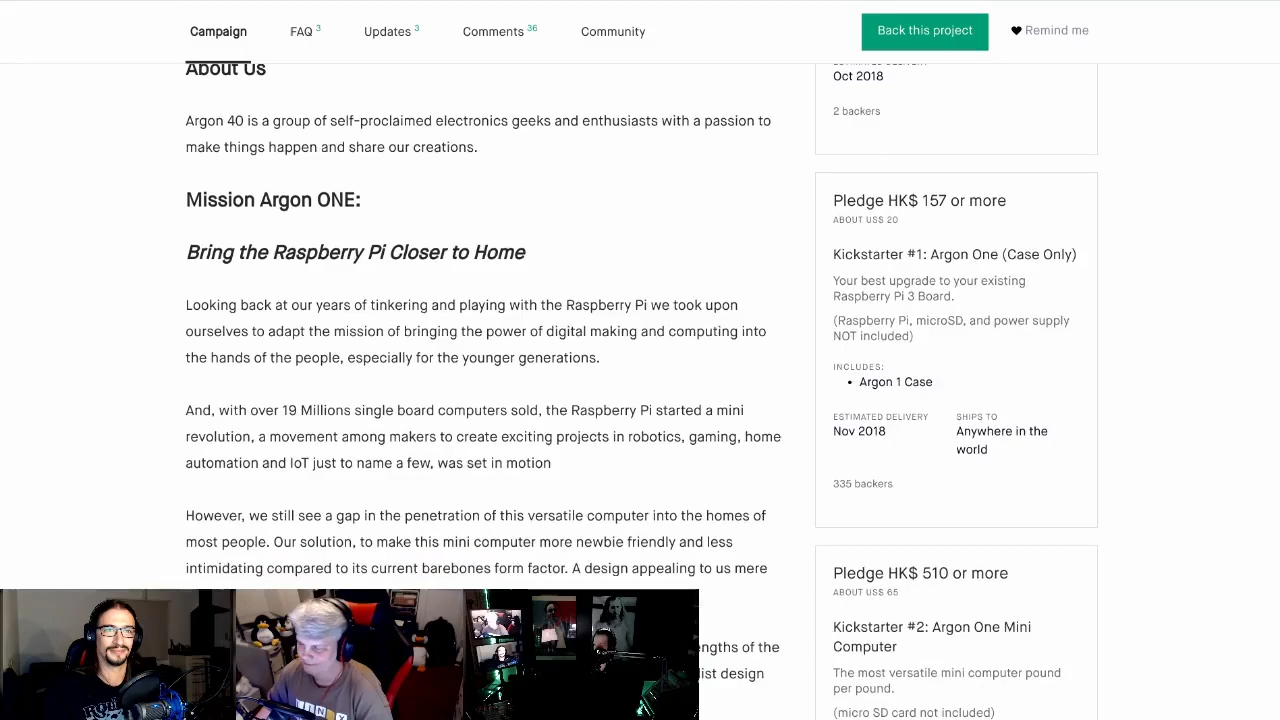 Campaign
FAQ 3
Updates 3
Comments 36
Community
Back this project
Remind me
About Us
Argon 40 is a group of self-proclaimed electronics geeks and enthusiasts with a passion to
make things happen and share our creations.
Mission Argon ONE:
Bring the Raspberry Pi Closer to Home
Looking back at our years of tinkering and playing with the Raspberry Pi we took upon
ourselves to adapt the mission of bringing the power of digital making and computing into
the hands of the people, especially for the younger generations.
And, with over 19 Millions single board computers sold, the Raspberry Pi started a mini
revolution, a movement among makers to create exciting projects in robotics, gaming, home
automation and IoT just to name a few, was set in motion
However, we still see a gap in the penetration of this versatile computer into the homes of
most people. Our solution, to make this mini computer more newbie friendly and less
intimidating compared to its current barebones form factor. A design appealing to us mere
of the
design
Oct 2018
2 backers
Pledge HK$ 157 or more
ABOUT US$ 20
Kickstarter #1: Argon One (Case Only)
Your best upgrade to your existing
Raspberry Pi 3 Board.
(Raspberry Pi, microSD, and power supply
NOT included)
INCLUDES:
• Argon 1 Case
ESTIMATED DELIVERY
Nov 2018
SHIPS TO
Anywhere in the
world
335 backers
Pledge HK$ 510 or more
ABOUT US$ 65
Kickstarter #2: Argon One Mini
Computer
The most versatile mini computer pound
per pound.
(micro SD card not included)